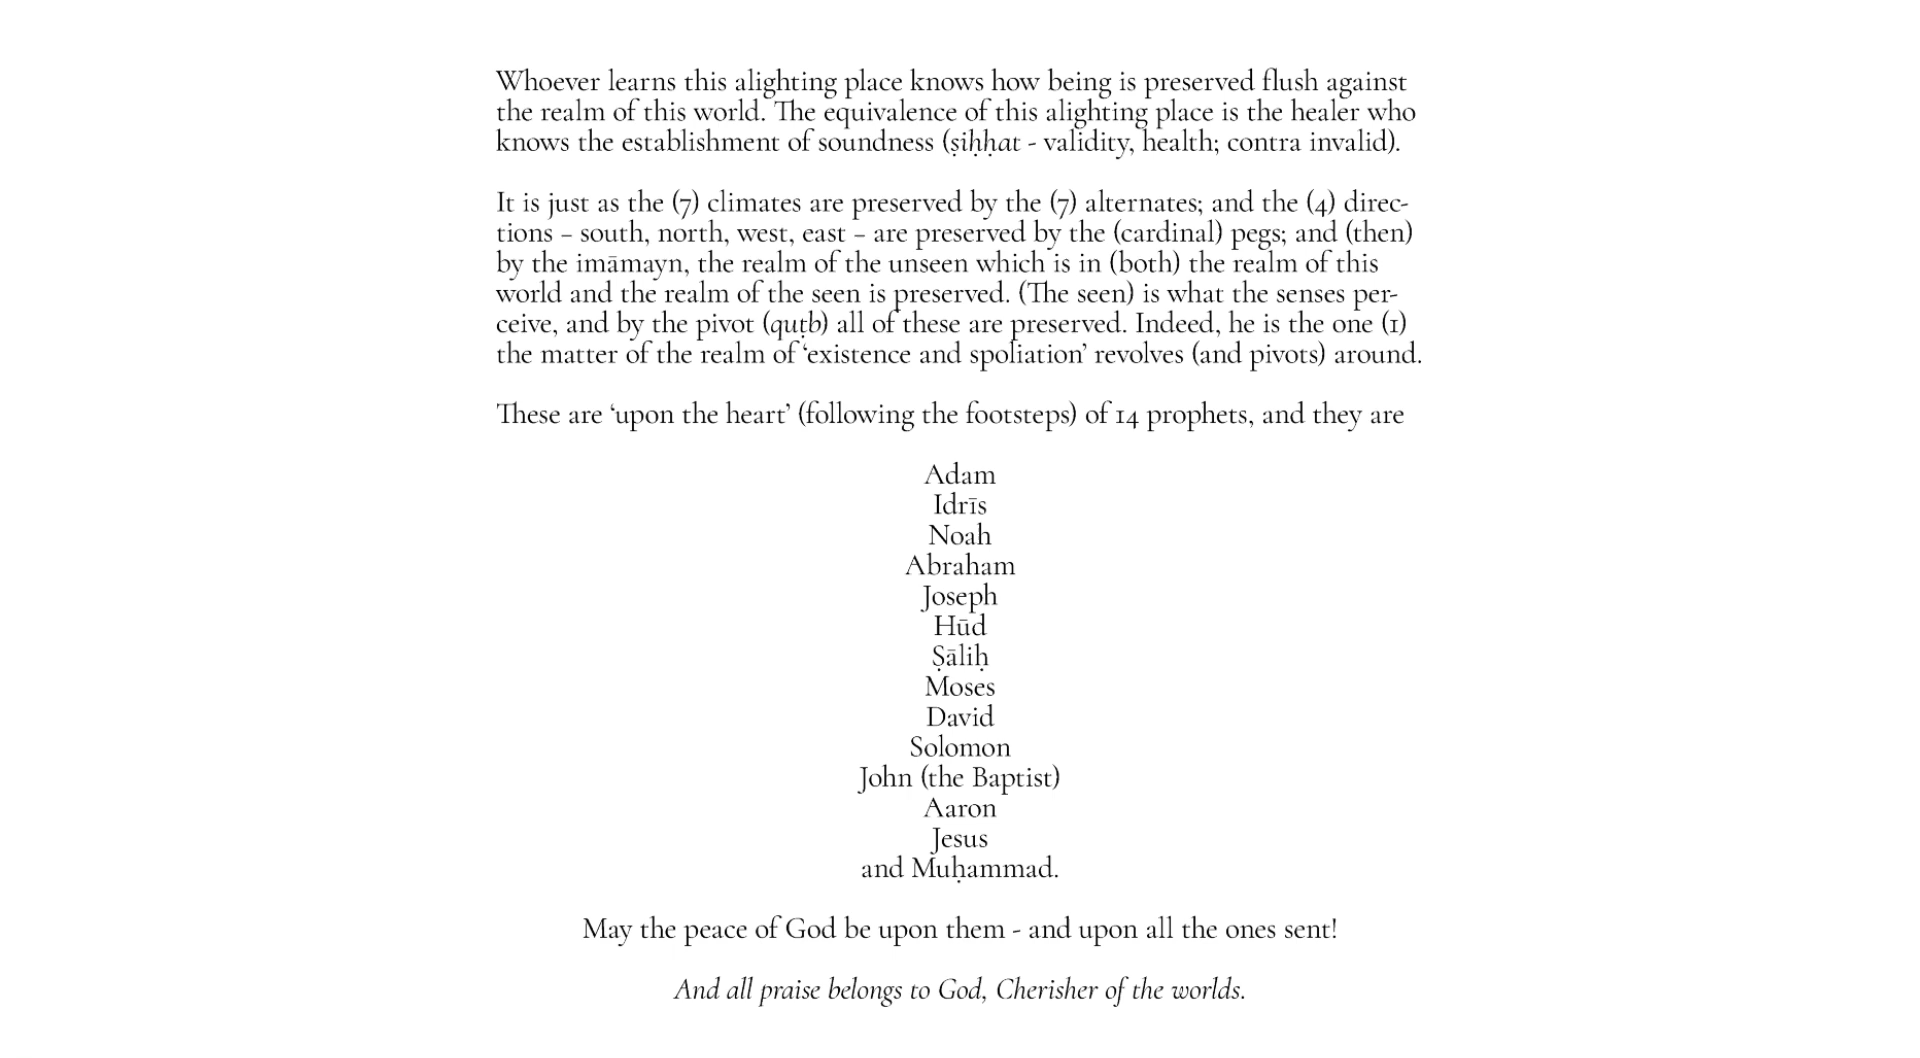 Whoever learns this alighting place knows how being is preserved flush against
the realm of this world. The equivalence of this alighting place is the healer who
knows the establishment of soundness (ṣiḥḥat - validity, health; contra invalid).
It is just as the (7) climates are preserved by the (7) alternates; and the (4) direc-
tions – south, north, west, east – are preserved by the (cardinal) pegs; and (then)
by the imāmayn, the realm of the unseen which is in (both) the realm of this
world and the realm of the seen is preserved. (The seen) is what the senses per-
ceive, and by the pivot (quṭb) all of these are preserved. Indeed, he is the one (1)
the matter of the realm of ‘existence and spoliation’ revolves (and pivots) around.
These are ‘upon the heart’ (following the footsteps) of 14 prophets, and they are
Adam
Idrīs
Noah
Abraham
Joseph
Hūd
Ṣāliḥ
Moses
David
Solomon
John (the Baptist)
Aaron
Jesus
and Muḥammad.
May the peace of God be upon them - and upon all the ones sent!
And all praise belongs to God, Cherisher of the worlds.